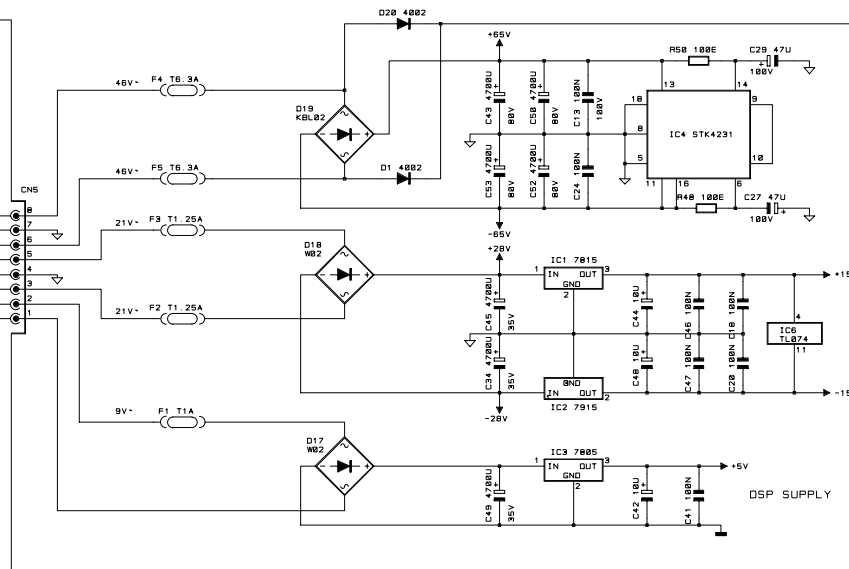 D20 4002
46V~ F4 T6.3A
D19
KBL02
46V~ F5 T6.3A
D1 4002
+65V
C43 4700U 80V
C50 4700U 80V
C13 100N 100V
C53 4700U 80V
C52 4700U 80V
C24 100N
-65V
R50 100E
C29 47U
100V
13
14
18
9
8
IC4 STK4231
5
10
11
16
6
R48 100E
C27 47U
100V
CN5
8
7
6
5
4
3
2
1
21V~ F3 T1.25A
D18
W02
21V~ F2 T1.25A
+28V
IC1 7815
1 IN OUT 3
GND
2
C45 4700U 35V
C34 4700U 35V
C44 10U
C46 100N
C18 100N
C48 10U
C47 100N
C20 100N
+15
4
IC6
TL074
11
GND
1 IN OUT 2
IC2 7915
-28V
-15
9V~ F1 T1A
D17
W02
IC3 7805
1 IN OUT 3
GND
2
+5V
C49 4700U 35V
C42 10U
C41 100N
DSP SUPPLY